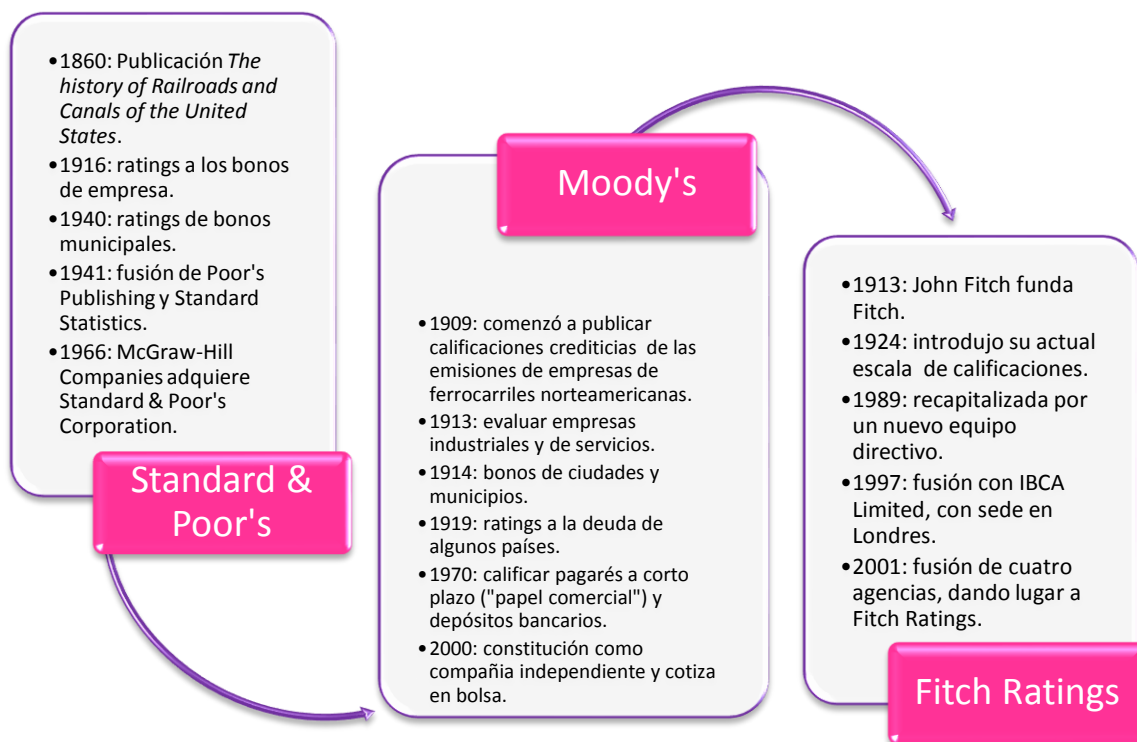 •1860: Publicación The
history of Railroads and
Canals of the United
States.
•1916: ratings a los bonos
de empresa.
•1940: ratings de bonos
municipales.
•1941: fusión de Poor's
Publishing y Standard
Statistics.
•1966: McGraw-Hill
Companies adquiere
Standard & Poor's
Corporation.
Standard &
Poor's
Moody's
•1909: comenzó a publicar
calificaciones crediticias de las
emisiones de empresas de
ferrocarriles norteamericanas.
•1913: evaluar empresas
industriales y de servicios.
•1914: bonos de ciudades y
municipios.
•1919: ratings a la deuda de
algunos países.
•1970: calificar pagarés a corto
plazo ("papel comercial") y
depósitos bancarios.
•2000: constitución como
compañia independiente y cotiza
en bolsa.
•1913: John Fitch funda
Fitch.
•1924: introdujo su actual
escala de calificaciones.
•1989: recapitalizada por
un nuevo equipo
directivo.
•1997: fusión con IBCA
Limited, con sede en
Londres.
•2001: fusión de cuatro
agencias, dando lugar a
Fitch Ratings.
Fitch Ratings